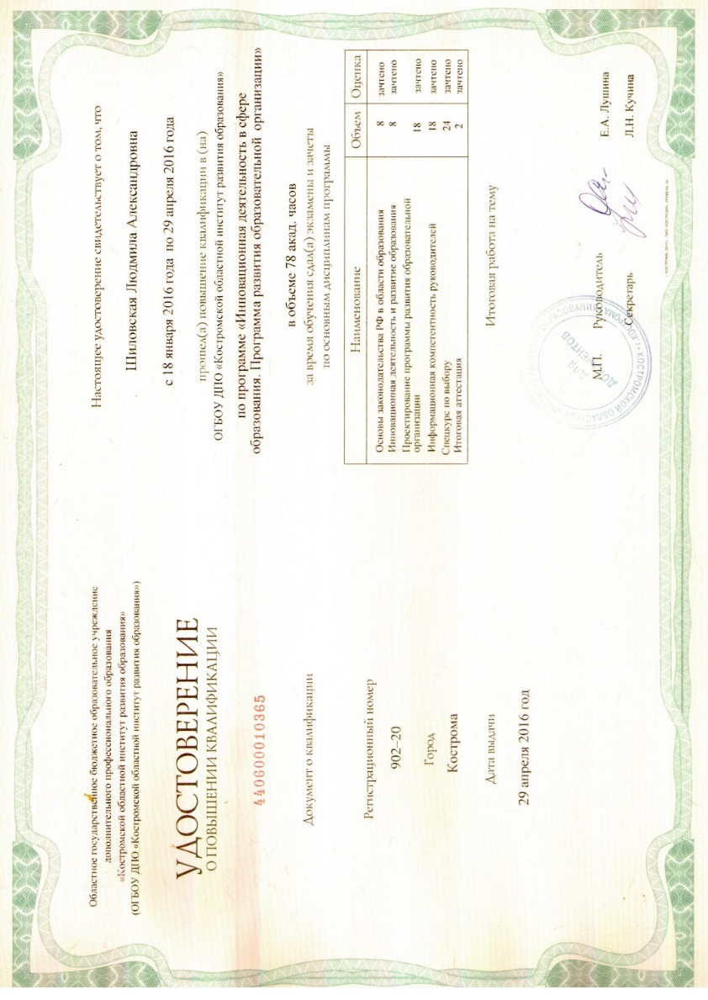 Областное государственное бюджетное образовательное учреждение
дополнительного профессионального образования
«Костромской областной институт развития образования»
(ОГБОУ ДПО «Костромской областной институт развития образования»)
УДОСТОВЕРЕНИЕ
О ПОВЫШЕНИИ КВАЛИФИКАЦИИ
440600010365
Документ о квалификации
Регистрационный номер
902–20
Город
Кострома
Дата выдачи
29 апреля 2016 год
Настоящее удостоверение свидетельствует о том, что
Шиловская Людмила Александровна
с 18 января 2016 года по 29 апреля 2016 года
прошел(а) повышение квалификации в (на)
ОГБОУ ДПО «Костромской областной институт развития образования»
по программе «Инновационная деятельность в сфере
образования. Программа развития образовательной организации»
в объеме 78 акад. часов
за время обучения сдал(а) экзамены и зачеты
по основным дисциплинам программы
Наименование Объем Оценка
Основы законодательства РФ в области образования 8 зачтено
Инновационная деятельность и развитие образования 8 зачтено
Проектирование программы развития образовательной
организации 18 зачтено
Информационная компетентность руководителей 18 зачтено
Спецкурс по выбору 24 зачтено
Итоговая аттестация 2 зачтено
Итоговая работа на тему
М.П. Руководитель Е.А. Лушина
Секретарь Л.Н. Кучина
ДЛЯ
ДОКУМЕНТОВ